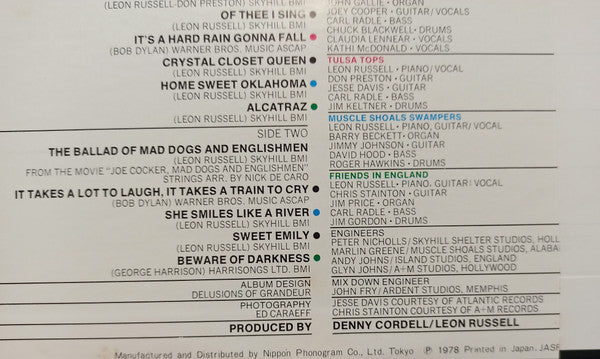 (LEON RUSSELL-DON PRESTON) SKYHILL BMI
OF THEE I SING
(LEON RUSSELL) SKYHILL BMI
IT'S A HARD RAIN GONNA FALL
(BOB DYLAN) WARNER BROS. MUSIC ASCAP
CRYSTAL CLOSET QUEEN
(LEON RUSSELL) SKYHILL BMI
HOME SWEET OKLAHOMA
(LEON RUSSELL) SKYHILL BMI
ALCATRAZ
(LEON RUSSELL) SKYHILL BMI
SIDE TWO
THE BALLAD OF MAD DOGS AND ENGLISHMEN
(LEON RUSSELL) SKYHILL BMI
FROM THE MOVIE "JOE COCKER, MAD DOGS AND ENGLISHMEN"
STRINGS ARR. BY NICK DE CARO
IT TAKES A LOT TO LAUGH, IT TAKES A TRAIN TO CRY
(BOB DYLAN) WARNER BROS. MUSIC ASCAP
SHE SMILES LIKE A RIVER
(LEON RUSSELL) SKYHILL BMI
SWEET EMILY
(LEON RUSSELL) SKYHILL BMI
BEWARE OF DARKNESS
(GEORGE HARRISON) HARRISONGS LTD. BMI
ALBUM DESIGN
DELUSIONS OF GRANDEUR
PHOTOGRAPHY
ED CARAEFF
PRODUCED BY
JOHN GALLIE • ORGAN
JOEY COOPER • GUITAR/VOCALS
CARL RADLE • BASS
CHUCK BLACKWELL • DRUMS
CLAUDIA LENNEAR • VOCALS
KATHI McDONALD • VOCALS
TULSA TOPS
LEON RUSSELL • PIANO/VOCAL
DON PRESTON • GUITAR
JESSE DAVIS • GUITAR
CARL RADLE • BASS
JIM KELTNER • DRUMS
MUSCLE SHOALS SWAMPERS
LEON RUSSELL • PIANO, GUITAR/VOCAL
BARRY BECKETT • ORGAN
JIMMY JOHNSON • GUITAR
DAVID HOOD • BASS
ROGER HAWKINS • DRUMS
FRIENDS IN ENGLAND
LEON RUSSELL • PIANO. GUITAR/VOCAL
CHRIS STAINTON • GUITAR
JIM PRICE • ORGAN
CARL RADLE • BASS
JIM GORDON • DRUMS
ENGINEERS
PETER NICHOLLS/SKYHILL SHELTER STUDIOS, HOLL
MARLIN GREENE/MUSCLE SHOALS STUDIOS, ALABA
ANDY JOHNS/ISLAND STUDIOS, ENGLAND
GLYN JOHNS/A+M STUDIOS, HOLLYWOOD
MIX DOWN ENGINEER
JOHN FRY/ARDENT STUDIOS, MEMPHIS
JESSE DAVIS COURTESY OF ATLANTIC RECORDS
CHRIS STAINTON COURTESY OF A+M RECORDS
DENNY CORDELL/LEON RUSSELL
Manufactured and Distributed by Nippon Phonogram Co., Ltd. Tokyo Ⓟ 1978 Printed in Japan. JASR